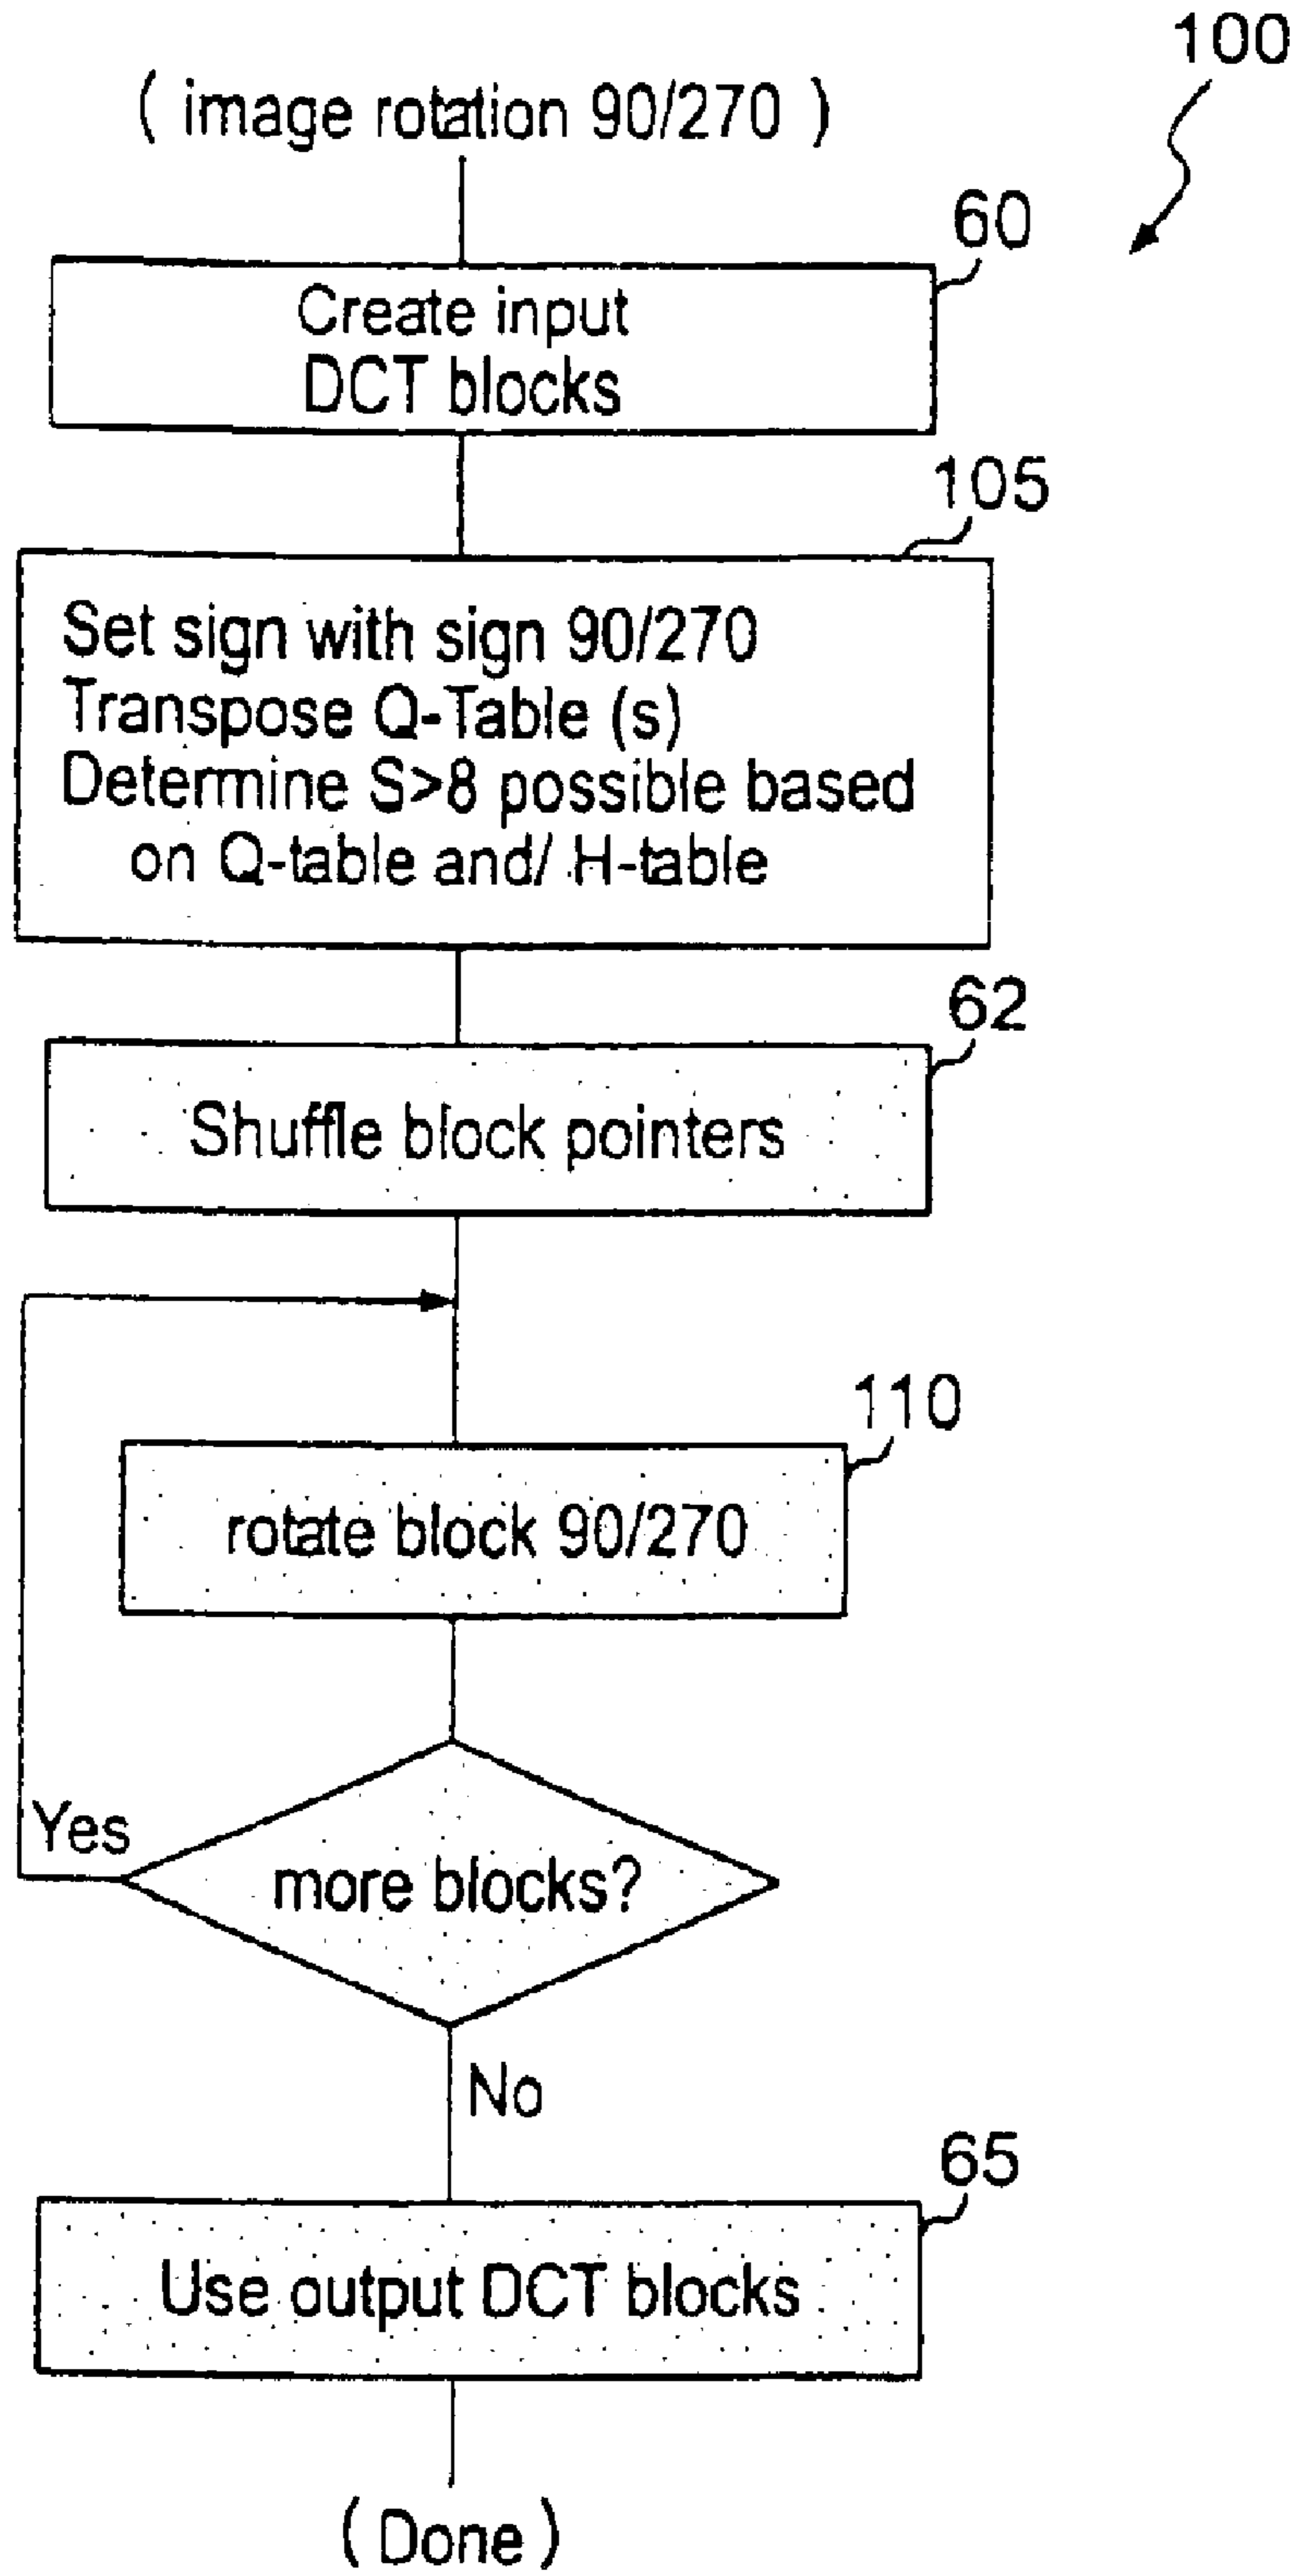 100
( image rotation 90/270 )
60
Create input
DCT blocks
105
Set sign with sign 90/270
Transpose Q-Table (s)
Determine S>8 possible based
on Q-table and/ H-table
62
Shuffle block pointers
110
rotate block 90/270
Yes
more blocks?
No
65
Use output DCT blocks
( Done )